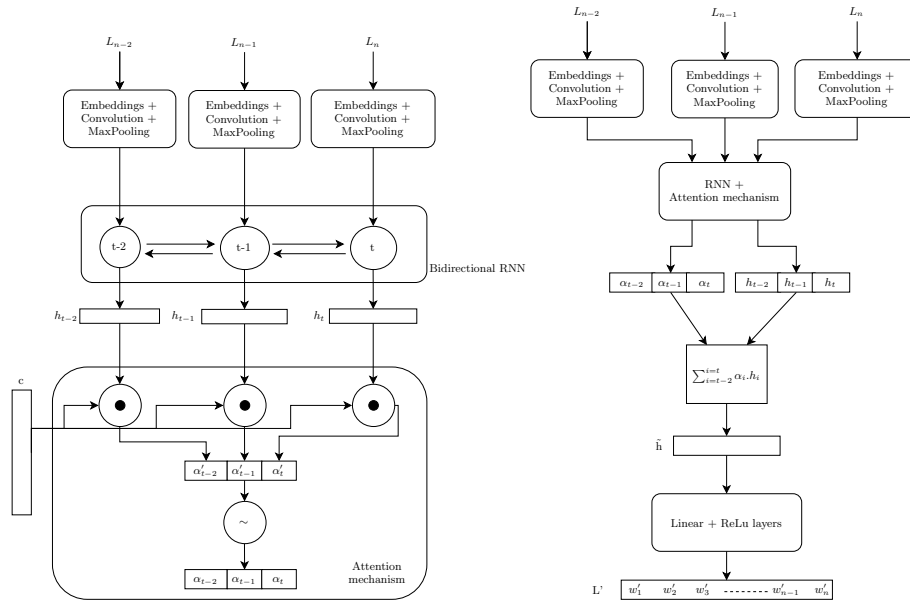 L_{n-2} L_{n-1} L_n
Embeddings + Convolution + MaxPooling
Embeddings + Convolution + MaxPooling
Embeddings + Convolution + MaxPooling
t-2 t-1 t
Bidirectional RNN
h_{t-2} h_{t-1} h_t
c
α'_{t-2} α'_{t-1} α'_t
~
α_{t-2} α_{t-1} α_t
Attention
mechanism
L_{n-2} L_{n-1} L_n
Embeddings + Convolution + MaxPooling
Embeddings + Convolution + MaxPooling
Embeddings + Convolution + MaxPooling
RNN +
Attention mechanism
α_{t-2} α_{t-1} α_t h_{t-2} h_{t-1} h_t
∑_{i=t-2}^{i=t} α_i.h_i
h̃
Linear + ReLu layers
L' w'_1 w'_2 w'_3 --------- w'_{n-1} w'_n